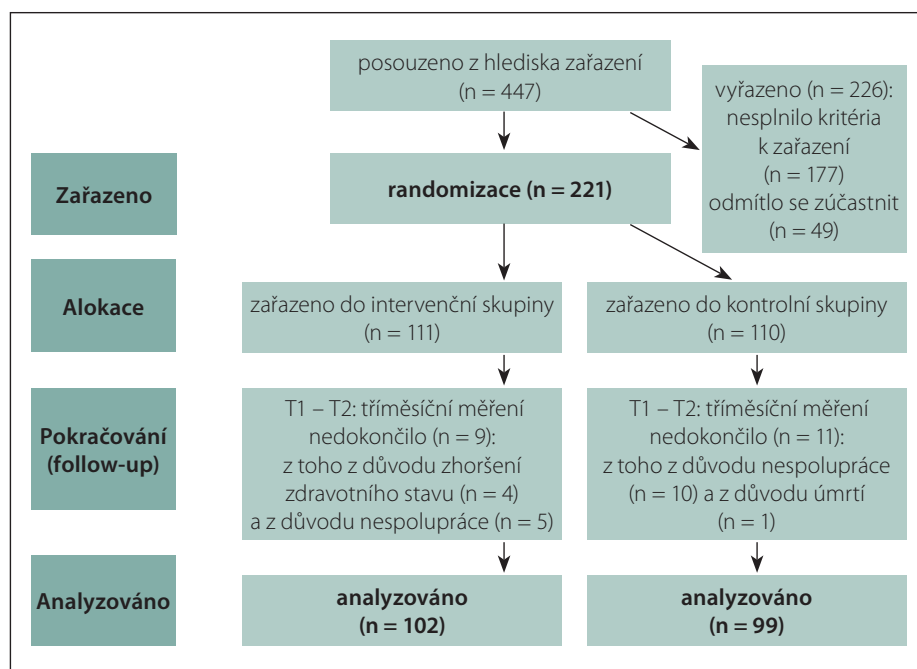 posouzeno z hlediska zařazení
(n = 447)
vyřazeno (n = 226):
nesplnilo kritéria
k zařazení
(n = 177)
odmítlo se zúčastnit
(n = 49)
Zařazeno
randomizace (n = 221)
Alokace
zařazeno do intervenční skupiny
(n = 111)
zařazeno do kontrolní skupiny
(n = 110)
Pokračování
(follow-up)
T1 – T2: tříměsíční měření
nedokončilo (n = 9):
z toho z důvodu zhoršení
zdravotního stavu (n = 4)
a z důvodu nespolupráce (n = 5)
T1 – T2: tříměsíční měření
nedokončilo (n = 11):
z toho z důvodu nespolupráce
(n = 10) a z důvodu úmrtí
(n = 1)
Analyzováno
analyzováno
(n = 102)
analyzováno
(n = 99)